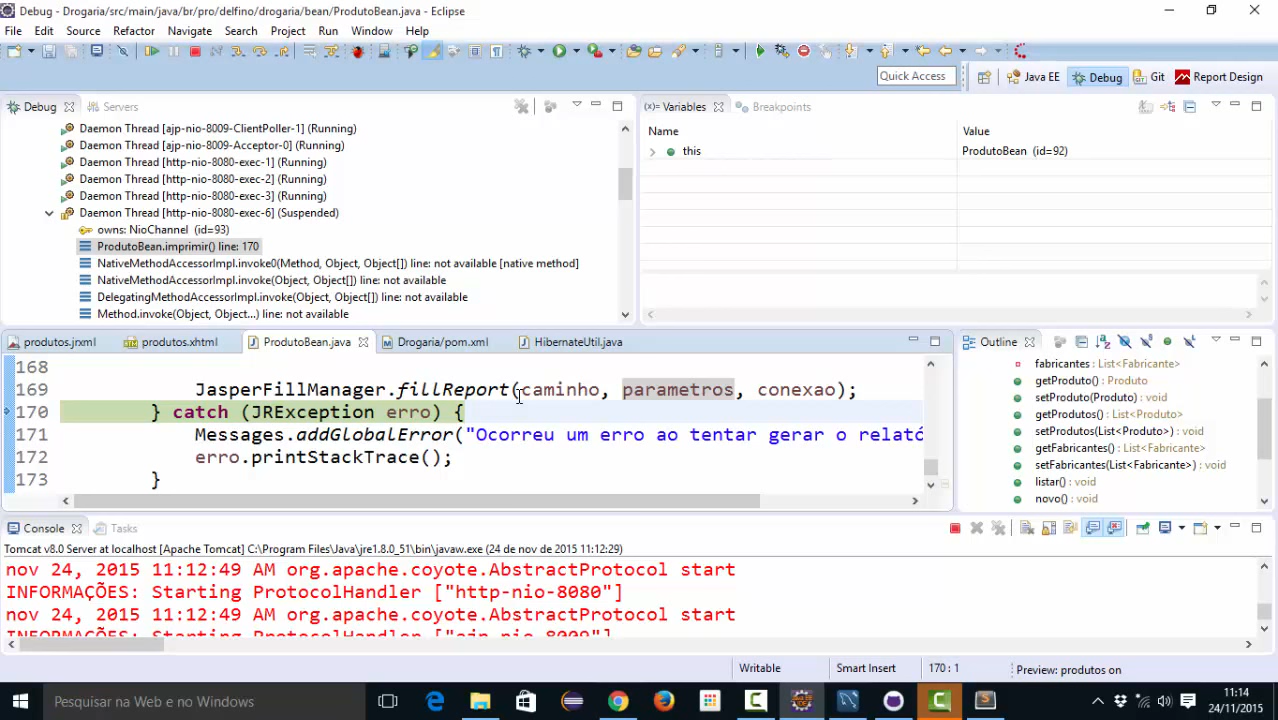 Debug - Drogaria/src/main/java/br/pro/delfino/drogaria/bean/ProdutoBean.java - Eclipse
File Edit Source Refactor Navigate Search Project Run Window Help
Quick Access
Java EE
Debug
Git
Report Design
Debug
Servers
Daemon Thread [ajp-nio-8009-ClientPoller-1] (Running)
Daemon Thread [ajp-nio-8009-Acceptor-0] (Running)
Daemon Thread [http-nio-8080-exec-1] (Running)
Daemon Thread [http-nio-8080-exec-2] (Running)
Daemon Thread [http-nio-8080-exec-3] (Running)
Daemon Thread [http-nio-8080-exec-6] (Suspended)
owns: NioChannel (id=93)
ProdutoBean.imprimir() line: 170
NativeMethodAccessorImpl.invoke0(Method, Object, Object[]) line: not available [native method]
NativeMethodAccessorImpl.invoke(Object, Object[]) line: not available
DelegatingMethodAccessorImpl.invoke(Object, Object[]) line: not available
Method.invoke(Object, Object...) line: not available
(x)= Variables
Breakpoints
Name Value
this ProdutoBean (id=92)
produtos.jrxml
produtos.xhtml
ProdutoBean.java
Drogaria/pom.xml
HibernateUtil.java
168
169 JasperFillManager.fillReport(caminho, parametros, conexao);
170 } catch (JRException erro) {
171 Messages.addGlobalError("Ocorreu um erro ao tentar gerar o relató
172 erro.printStackTrace();
173 }
Outline
fabricantes : List<Fabricante>
getProduto() : Produto
setProduto(Produto) : void
getProdutos() : List<Produto>
setProdutos(List<Produto>) : void
getFabricantes() : List<Fabricante>
setFabricantes(List<Fabricante>) : void
listar() : void
novo() : void
Console
Tasks
Tomcat v8.0 Server at localhost [Apache Tomcat] C:\Program Files\Java\jre1.8.0_51\bin\javaw.exe (24 de nov de 2015 11:12:29)
nov 24, 2015 11:12:49 AM org.apache.coyote.AbstractProtocol start
INFORMAÇÕES: Starting ProtocolHandler ["http-nio-8080"]
nov 24, 2015 11:12:49 AM org.apache.coyote.AbstractProtocol start
INFORMAÇÕES: Starting ProtocolHandler ["ajp-nio-8009"]
Writable
Smart Insert
170 : 1
Preview: produtos on
Pesquisar na Web e no Windows
11:14
24/11/2015